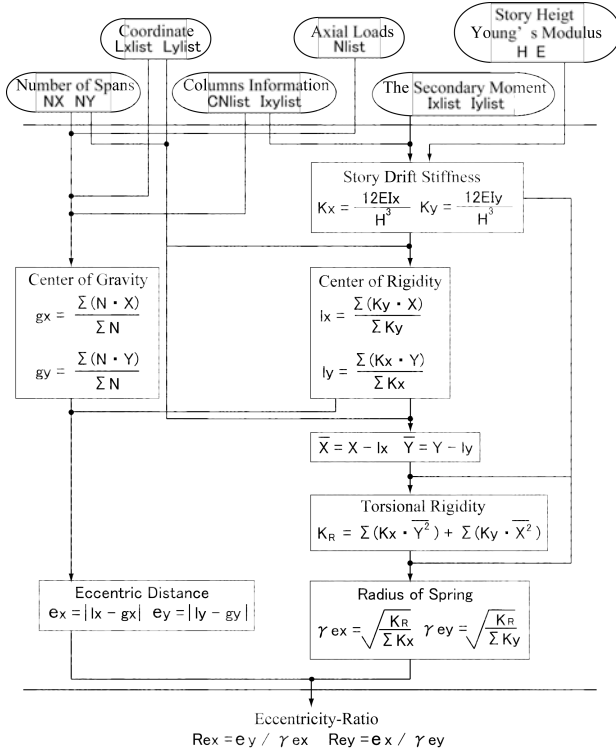 Coordinate
Lxlist Lylist
Axial Loads
Nlist
Story Heigt
Young's Modulus
H E
Number of Spans
NX NY
Columns Information
CNlist Ixylist
The Secondary Moment
Ixlist Iylist
Story Drift Stiffness
Kx = 12EIx / H³ Ky = 12EIy / H³
Center of Gravity
gx = Σ(N・X) / ΣN
gy = Σ(N・Y) / ΣN
Center of Rigidity
lx = Σ(Ky・X) / ΣKy
ly = Σ(Kx・Y) / ΣKx
X̅ = X − lx Y̅ = Y − ly
Torsional Rigidity
K_R = Σ(Kx・Y̅²) + Σ(Ky・X̅²)
Eccentric Distance
ex = |lx − gx| ey = |ly − gy|
Radius of Spring
γex = √(K_R / ΣKx) γey = √(K_R / ΣKy)
Eccentricity-Ratio
Rex = ey / γex Rey = ex / γey